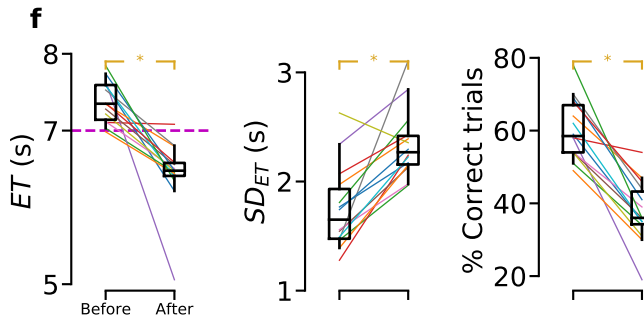 f
ET (s)
8
7
5
*
Before After
SD_ET (s)
3
2
1
*
% Correct trials
80
60
40
20
*